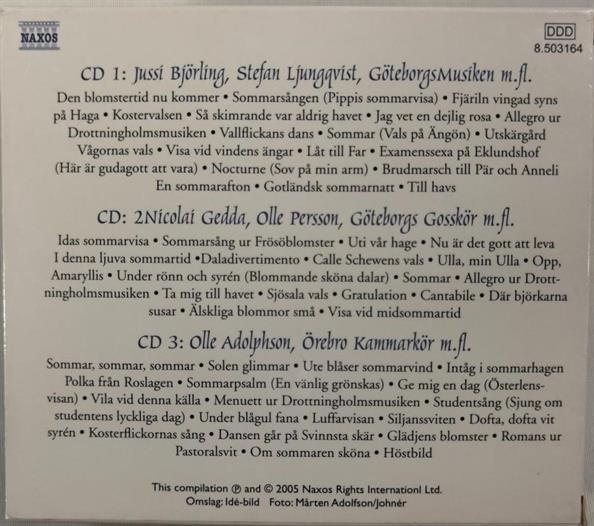 NAXOS
DDD
8.503164
CD 1: Jussi Björling, Stefan Ljungqvist, GöteborgsMusiken m.fl.
Den blomstertid nu kommer • Sommarsången (Pippis sommarvisa) • Fjäriln vingad syns
på Haga • Kostervalsen • Så skimrande var aldrig havet • Jag vet en dejlig rosa • Allegro ur
Drottningholmsmusiken • Vallflickans dans • Sommar (Vals på Ängön) • Utskärgård
Vågornas vals • Visa vid vindens ängar • Låt till Far • Examenssexa på Eklundshof
(Här är gudagott att vara) • Nocturne (Sov på min arm) • Brudmarsch till Pär och Anneli
En sommarafton • Gotländsk sommarnatt • Till havs
CD: 2Nicolai Gedda, Olle Persson, Göteborgs Gosskör m.fl.
Idas sommarvisa • Sommarsång ur Frösöblomster • Uti vår hage • Nu är det gott att leva
I denna ljuva sommartid •Daladivertimento • Calle Schewens vals • Ulla, min Ulla • Opp,
Amaryllis • Under rönn och syrén (Blommande sköna dalar) • Sommar • Allegro ur Drott-
ningholmsmusiken • Ta mig till havet • Sjösala vals • Gratulation • Cantabile • Där björkarna
susar • Älskliga blommor små • Visa vid midsommartid
CD 3: Olle Adolphson, Örebro Kammarkör m.fl.
Sommar, sommar, sommar • Solen glimmar • Ute blåser sommarvind • Intåg i sommarhagen
Polka från Roslagen • Sommarpsalm (En vänlig grönskas) • Ge mig en dag (Österlens-
visan) • Vila vid denna källa • Menuett ur Drottningholmsmusiken • Studentsång (Sjung om
studentens lyckliga dag) • Under blågul fana • Luffarvisan • Siljanssviten • Dofta, dofta vit
syrén • Kosterflickornas sång • Dansen går på Svinnsta skär • Glädjens blomster • Romans ur
Pastoralsvit • Om sommaren sköna • Höstbild
This compilation ℗ and © 2005 Naxos Rights Internationl Ltd.
Omslag: Idé-bild Foto: Mårten Adolfson/Johnér